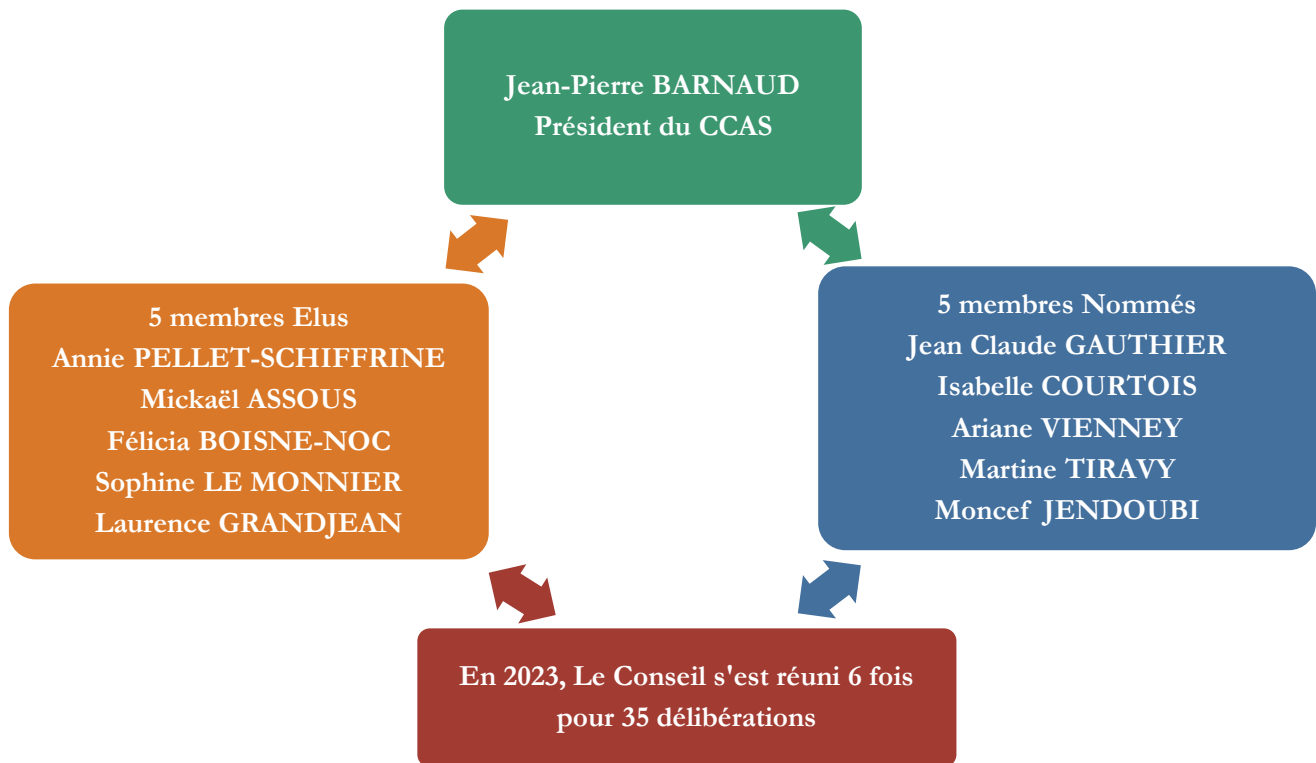 Jean-Pierre BARNAUD
Président du CCAS
5 membres Elus
Annie PELLET-SCHIFFRINE
Mickaël ASSOUS
Félicia BOISNE-NOC
Sophine LE MONNIER
Laurence GRANDJEAN
5 membres Nommés
Jean Claude GAUTHIER
Isabelle COURTOIS
Ariane VIENNEY
Martine TIRAVY
Moncef JENDOUBI
En 2023, Le Conseil s'est réuni 6 fois
pour 35 délibérations